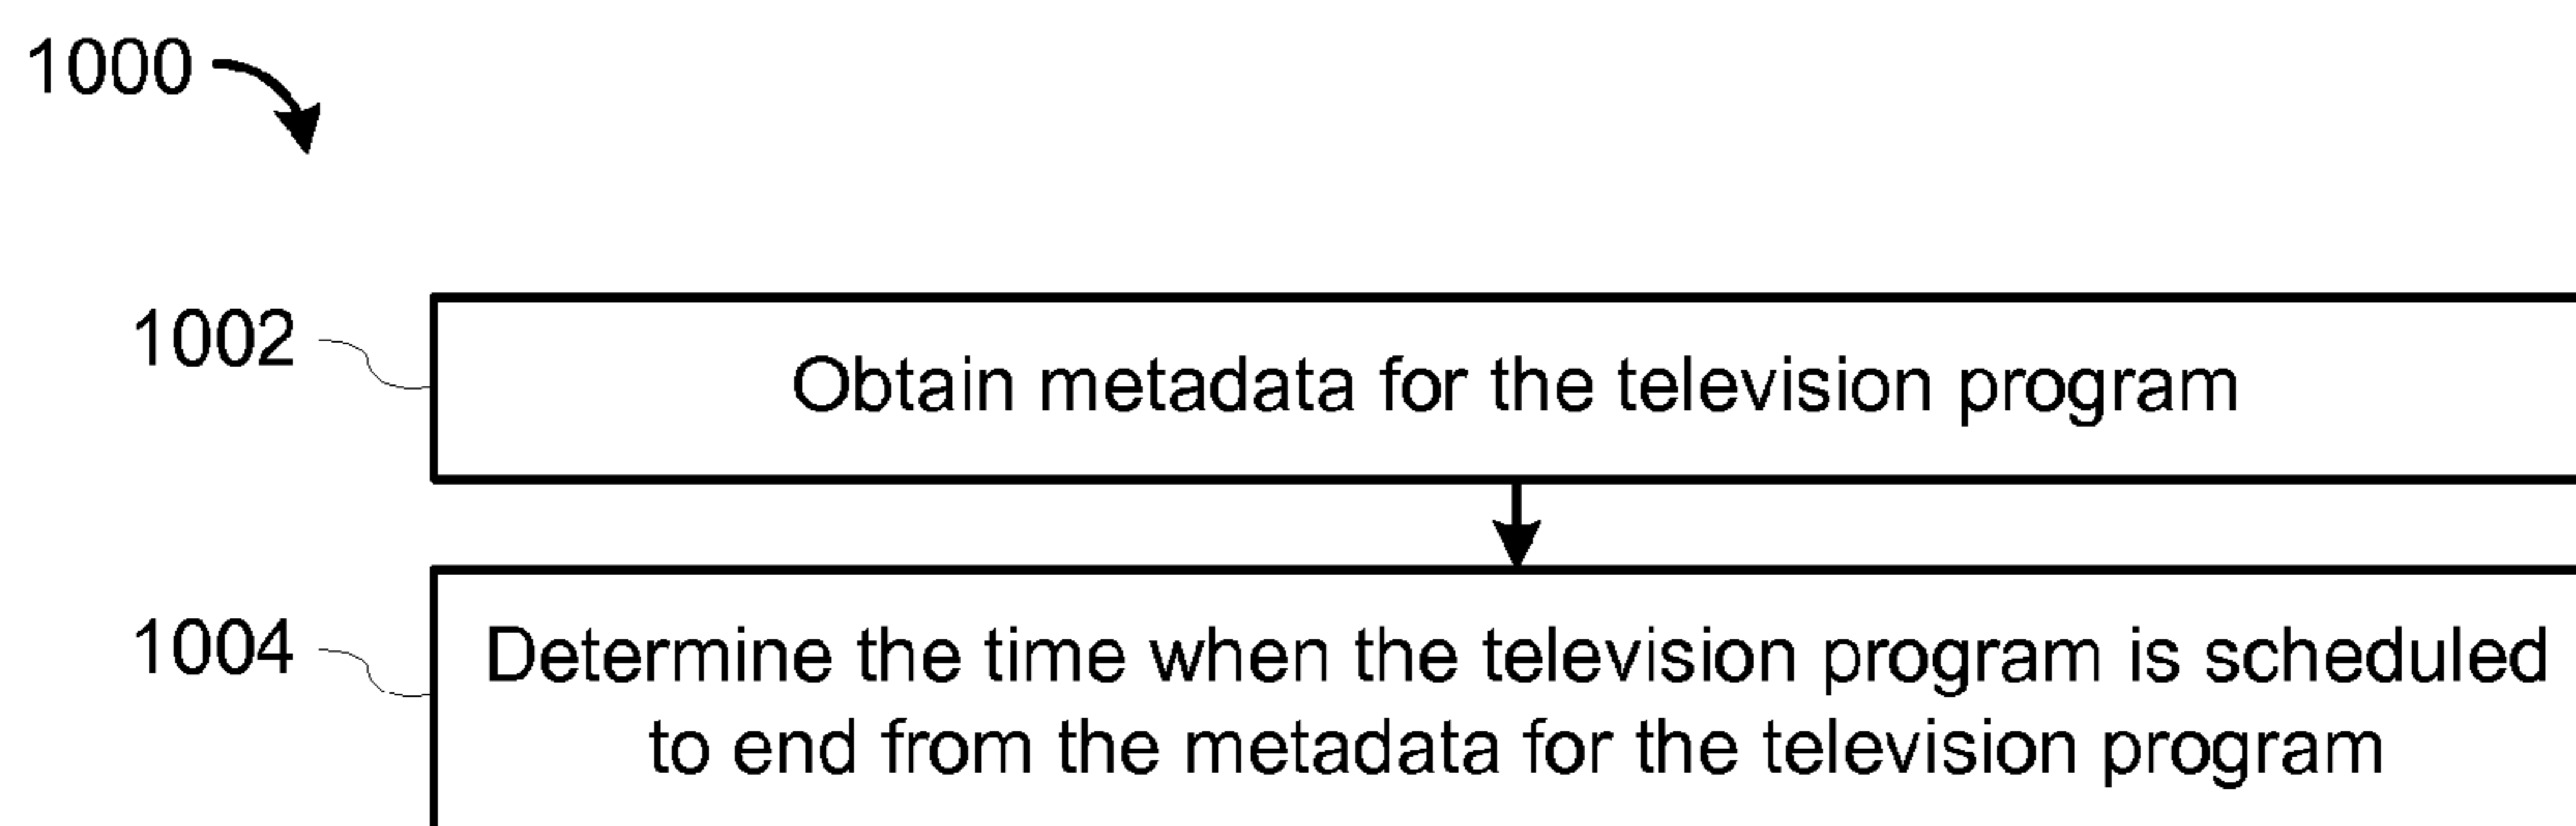 1000
1002
Obtain metadata for the television program
1004
Determine the time when the television program is scheduled
to end from the metadata for the television program